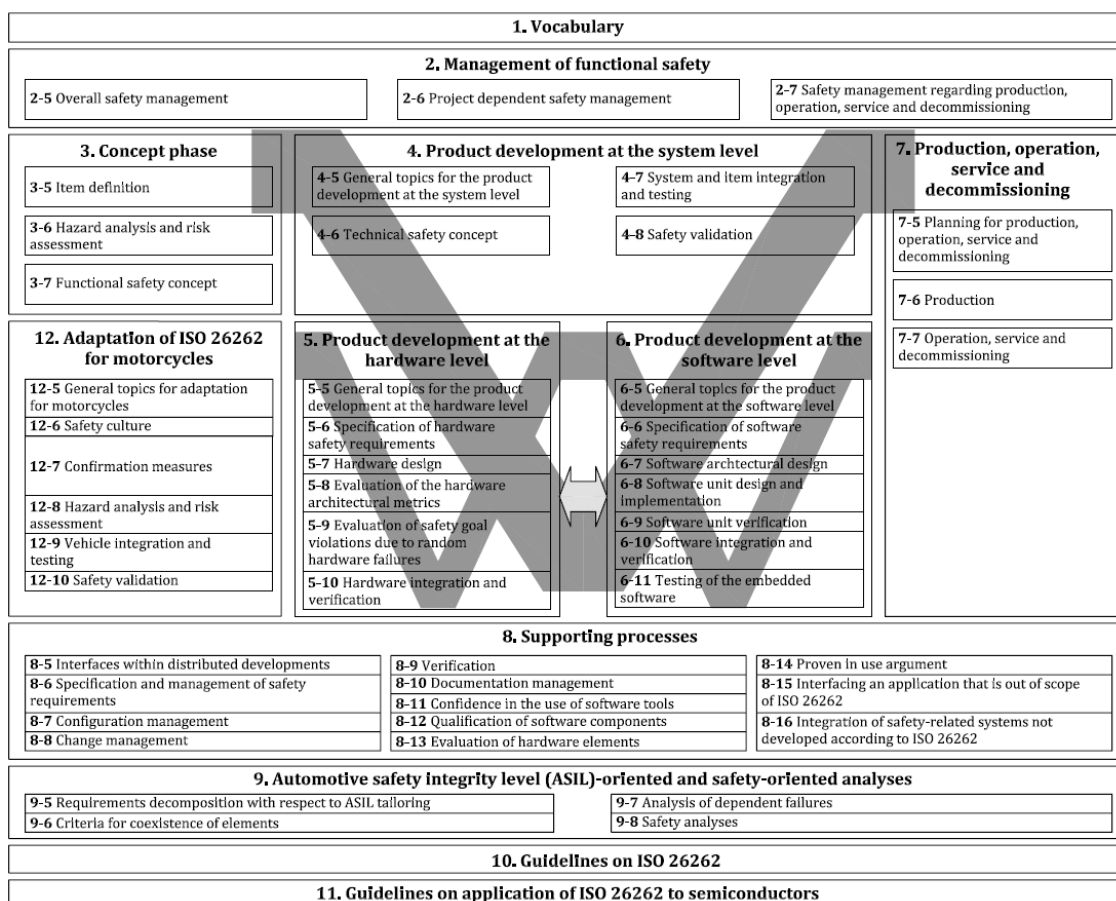 1. Vocabulary
2. Management of functional safety
2-5 Overall safety management
2-6 Project dependent safety management
2-7 Safety management regarding production,
operation, service and decommissioning
3. Concept phase
3-5 Item definition
3-6 Hazard analysis and risk
assessment
3-7 Functional safety concept
4. Product development at the system level
4-5 General topics for the product
development at the system level
4-6 Technical safety concept
4-7 System and item integration
and testing
4-8 Safety validation
7. Production, operation,
service and
decommissioning
7-5 Planning for production,
operation, service and
decommissioning
7-6 Production
7-7 Operation, service and
decommissioning
12. Adaptation of ISO 26262
for motorcycles
12-5 General topics for adaptation
for motorcycles
12-6 Safety culture
12-7 Confirmation measures
12-8 Hazard analysis and risk
assessment
12-9 Vehicle integration and
testing
12-10 Safety validation
5. Product development at the
hardware level
5-5 General topics for the product
development at the hardware level
5-6 Specification of hardware
safety requirements
5-7 Hardware design
5-8 Evaluation of the hardware
architectural metrics
5-9 Evaluation of safety goal
violations due to random
hardware failures
5-10 Hardware integration and
verification
6. Product development at the
software level
6-5 General topics for the product
development at the software level
6-6 Specification of software
safety requirements
6-7 Software archtectural design
6-8 Software unit design and
implementation
6-9 Software unit verification
6-10 Software integration and
verification
6-11 Testing of the embedded
software
8. Supporting processes
8-5 Interfaces within distributed developments
8-6 Specification and management of safety
requirements
8-7 Configuration management
8-8 Change management
8-9 Verification
8-10 Documentation management
8-11 Confidence in the use of software tools
8-12 Qualification of software components
8-13 Evaluation of hardware elements
8-14 Proven in use argument
8-15 Interfacing an application that is out of scope
of ISO 26262
8-16 Integration of safety-related systems not
developed according to ISO 26262
9. Automotive safety integrity level (ASIL)-oriented and safety-oriented analyses
9-5 Requirements decomposition with respect to ASIL tailoring
9-6 Criteria for coexistence of elements
9-7 Analysis of dependent failures
9-8 Safety analyses
10. Guidelines on ISO 26262
11. Guidelines on application of ISO 26262 to semiconductors